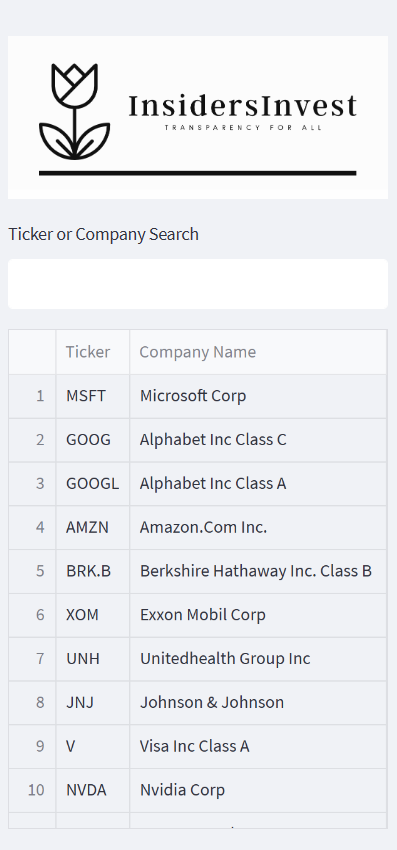 InsidersInvest
TRANSPARENCY FOR ALL
Ticker or Company Search
Ticker Company Name
1 MSFT Microsoft Corp
2 GOOG Alphabet Inc Class C
3 GOOGL Alphabet Inc Class A
4 AMZN Amazon.Com Inc.
5 BRK.B Berkshire Hathaway Inc. Class B
6 XOM Exxon Mobil Corp
7 UNH Unitedhealth Group Inc
8 JNJ Johnson & Johnson
9 V Visa Inc Class A
10 NVDA Nvidia Corp